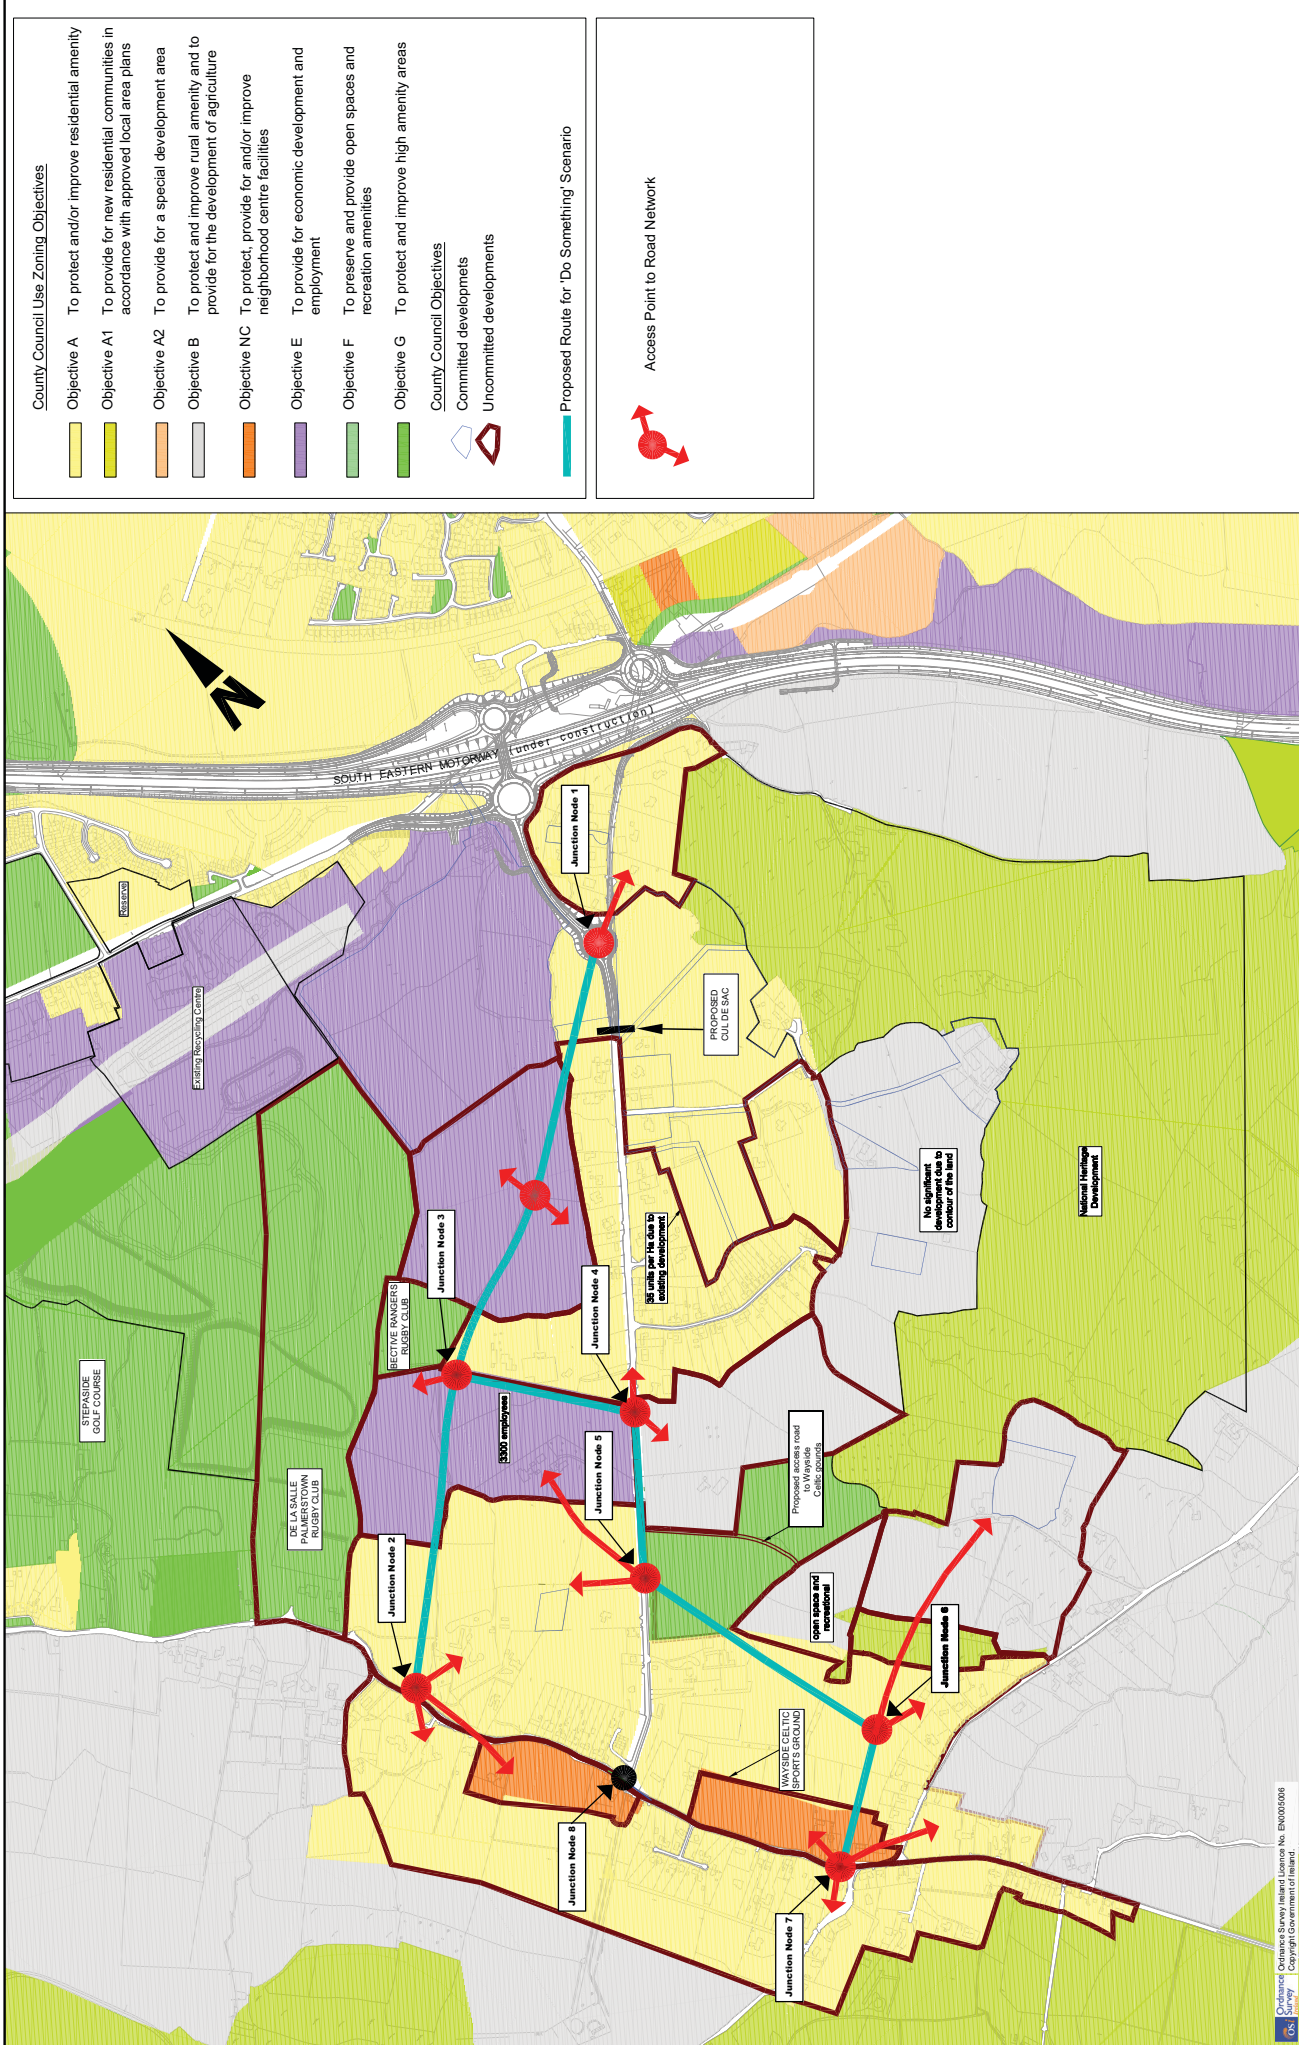 County Council Use Zoning Objectives
Objective A To protect and/or improve residential amenity
Objective A1 To provide for new residential communities in
accordance with approved local area plans
Objective A2 To provide for a special development area
Objective B To protect and improve rural amenity and to
provide for the development of agriculture
Objective NC To protect, provide for and/or improve
neighborhood centre facilities
Objective E To provide for economic development and
employment
Objective F To preserve and provide open spaces and
recreation amenities
Objective G To protect and improve high amenity areas
County Council Objectives
Committed developmets
Uncommitted developments
Proposed Route for 'Do Something' Scenario
Access Point to Road Network
N
SOUTH EASTERN MOTORWAY (under construction)
Reserve
Existing Recycling Centre
STEPASIDE
GOLF COURSE
DE LA SALLE
PALMERSTOWN
RUGBY CLUB
BECTIVE RANGERS
RUGBY CLUB
3300 employees
Junction Node 1
Junction Node 2
Junction Node 3
Junction Node 4
Junction Node 5
Junction Node 6
Junction Node 7
Junction Node 8
PROPOSED
CUL DE SAC
35 units per Ha due to
existing development
No significant
development due to
contour of the land
National Heritage
Development
Proposed access road
to Wayside
Celtic gounds
open space and
recreational
WAYSIDE CELTIC
SPORTS GROUND
osi
Ordnance
Survey
Ireland
Ordnance Survey Ireland Licence No. EN0005006
Copyright Government of Ireland.